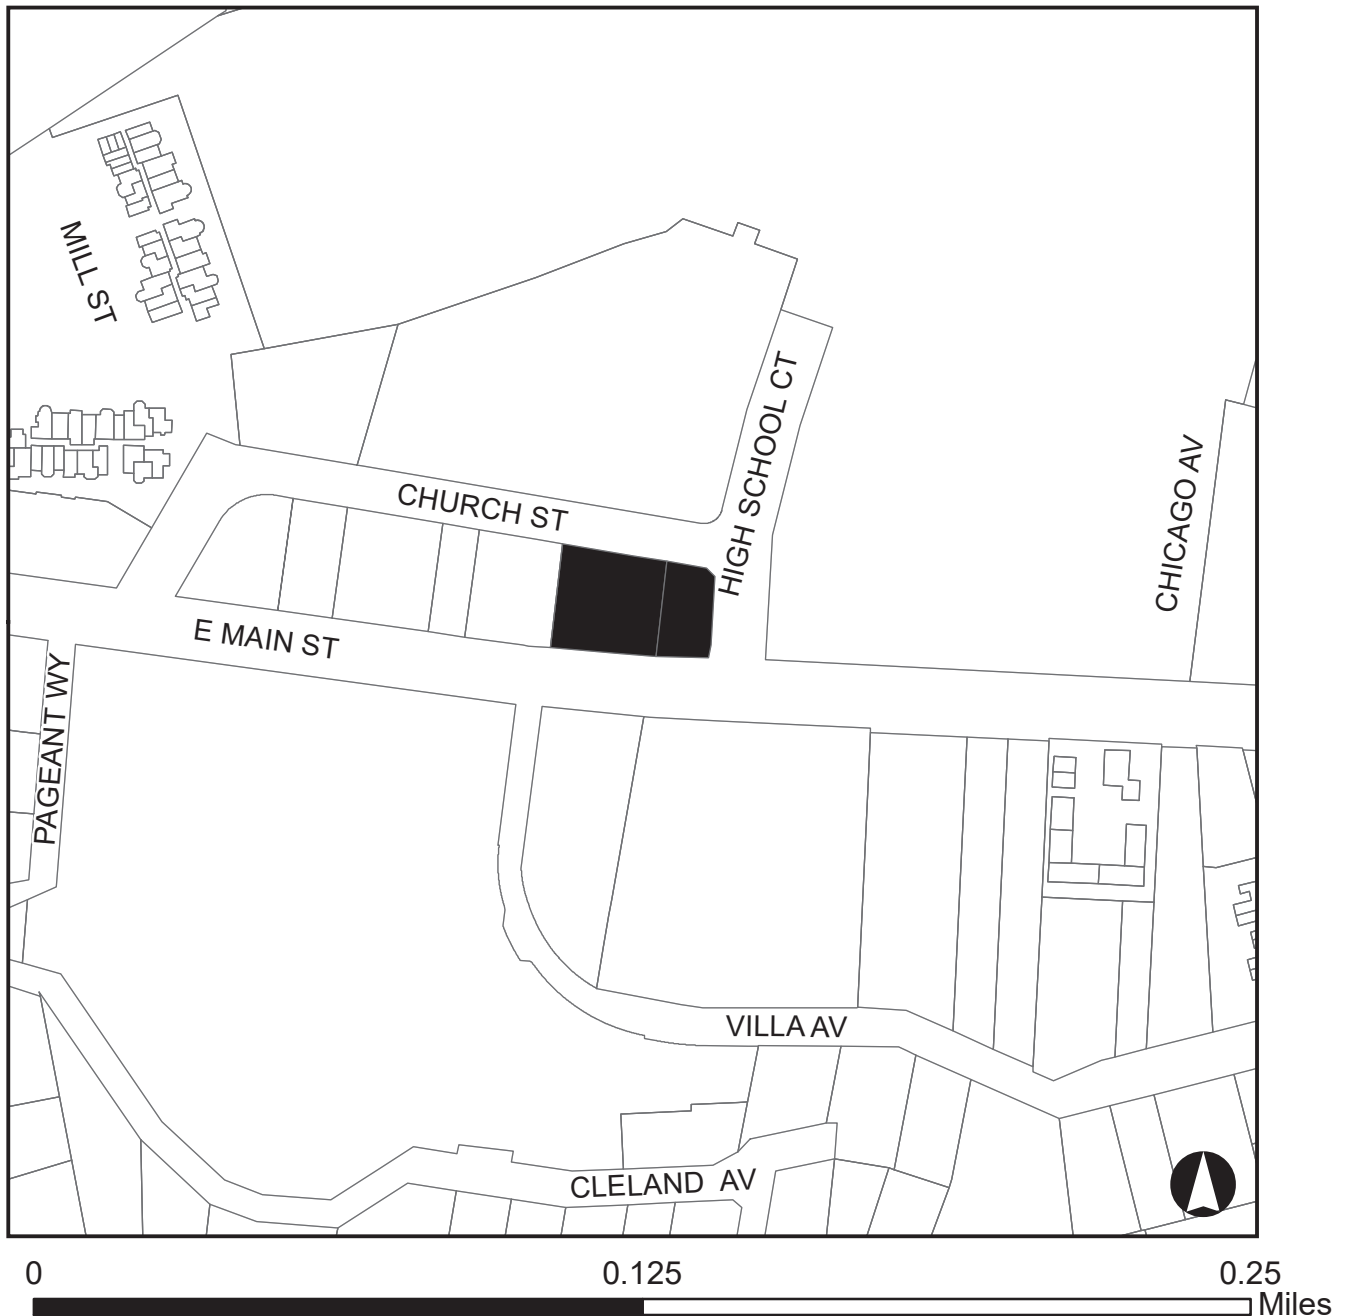 MILL ST
HIGH SCHOOL CT
CHURCH ST
CHICAGO AV
E MAIN ST
PAGEANT WY
VILLA AV
CLELAND AV
0 0.125 0.25
Miles